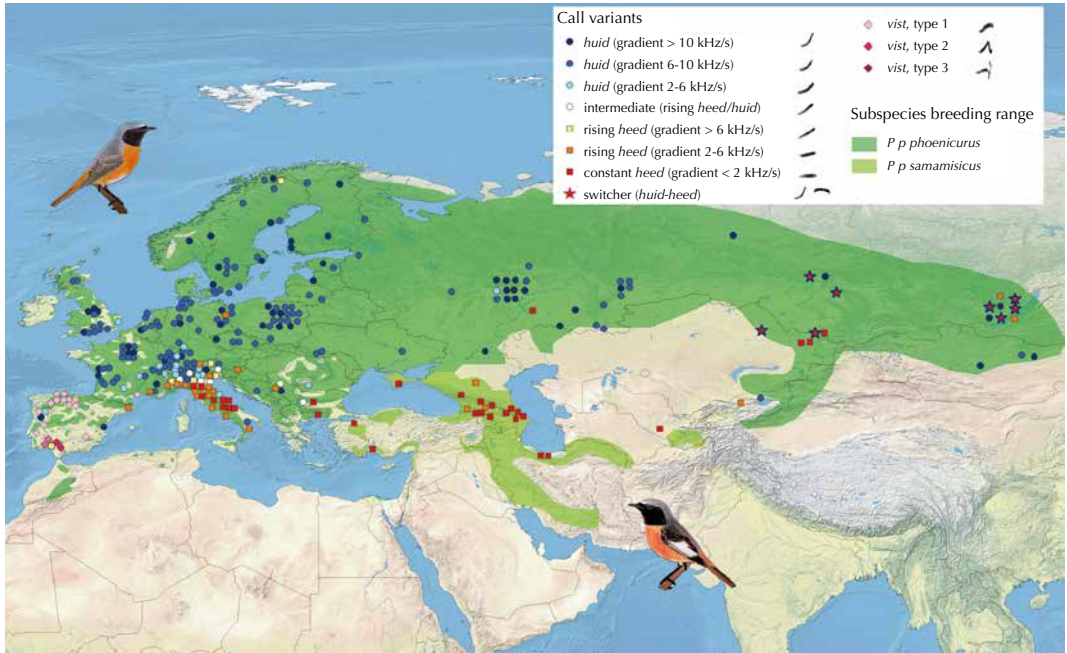 Call variants
huid (gradient > 10 kHz/s)
huid (gradient 6-10 kHz/s)
huid (gradient 2-6 kHz/s)
intermediate (rising heed/huid)
rising heed (gradient > 6 kHz/s)
rising heed (gradient 2-6 kHz/s)
constant heed (gradient < 2 kHz/s)
switcher (huid-heed)
vist, type 1
vist, type 2
vist, type 3
Subspecies breeding range
P p phoenicurus
P p samamisicus